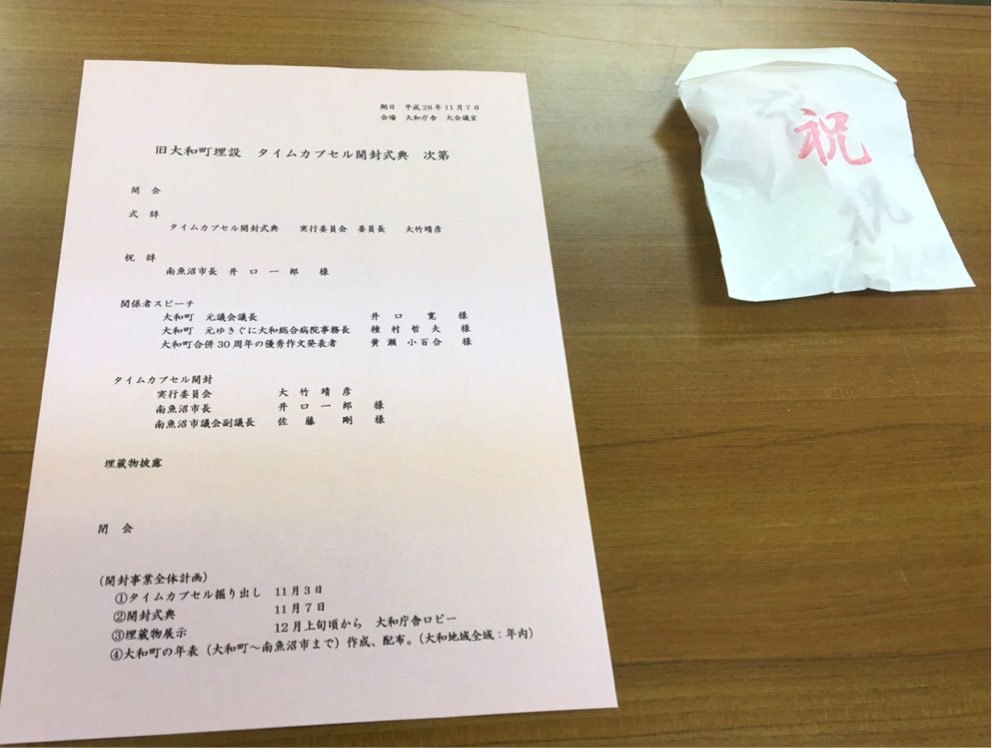 期日 平成28年11月7日
会場 大和庁舎 大会議室
旧大和町埋設 タイムカプセル開封式典 次第
開 会
式 辞
タイムカプセル開封式典 実行委員会 委員長 大竹靖彦
祝 辞
南魚沼市長 井 口 一 郎 様
関係者スピーチ
大和町 元議会議長 井 口 寛 様
大和町 元ゆきぐに大和総合病院事務長 種 村 哲 夫 様
大和町合併30周年の優秀作文発表者 黄 瀬 小百合 様
タイムカプセル開封
実行委員会 大 竹 靖 彦
南魚沼市長 井 口 一 郎 様
南魚沼市議会副議長 佐 藤 剛 様
埋蔵物披露
閉 会
(開封事業全体計画)
①タイムカプセル掘り出し 11月3日
②開封式典 11月7日
③埋蔵物展示 12月上旬頃から 大和庁舎ロビー
④大和町の年表（大和町～南魚沼市まで）作成、配布。（大和地域全域：年内）
祝
祝